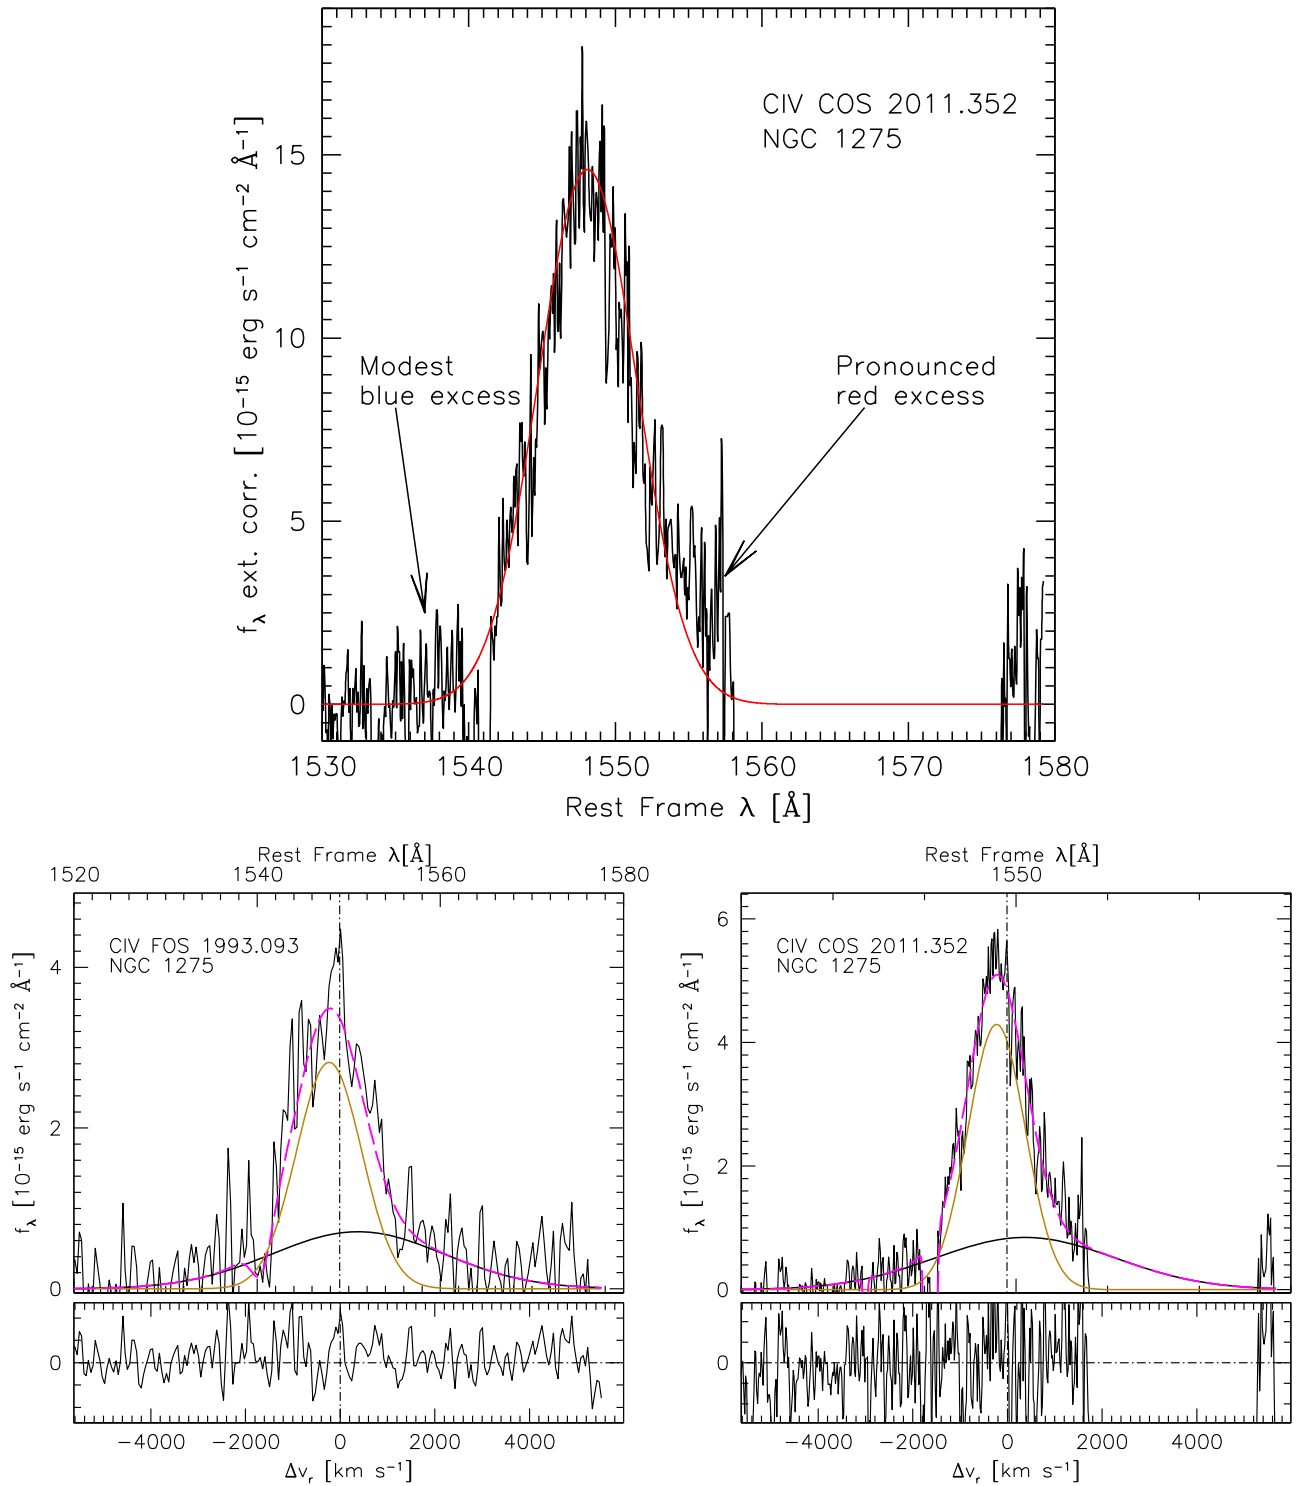 CIV COS 2011.352
NGC 1275
15
10
5
0
f_λ ext. corr. [10⁻¹⁵ erg s⁻¹ cm⁻² Å⁻¹]
Modest
blue excess
Pronounced
red excess
1530 1540 1550 1560 1570 1580
Rest Frame λ [Å]
Rest Frame λ[Å]
1520 1540 1560 1580
CIV FOS 1993.093
NGC 1275
4
2
0
f_λ [10⁻¹⁵ erg s⁻¹ cm⁻² Å⁻¹]
0
−4000 −2000 0 2000 4000
Δv_r [km s⁻¹]
Rest Frame λ[Å]
1550
CIV COS 2011.352
NGC 1275
6
4
2
0
f_λ [10⁻¹⁵ erg s⁻¹ cm⁻² Å⁻¹]
0
−4000 −2000 0 2000 4000
Δv_r [km s⁻¹]